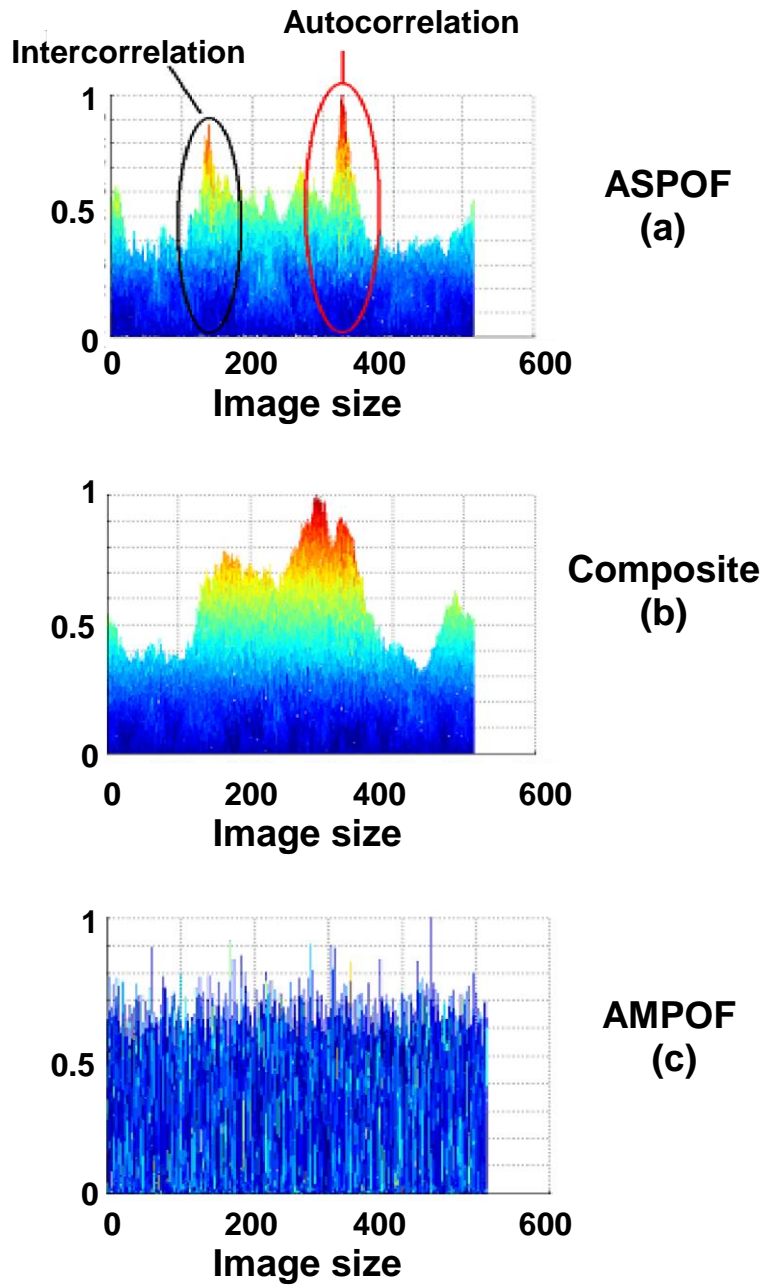 Autocorrelation
Intercorrelation
1
0.5
0
0 200 400 600
Image size
ASPOF
(a)
1
0.5
0
0 200 400 600
Image size
Composite
(b)
1
0.5
0
0 200 400 600
Image size
AMPOF
(c)